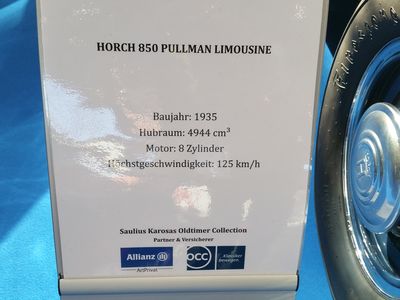 HORCH 850 PULLMAN LIMOUSINE
Baujahr: 1935
Hubraum: 4944 cm³
Motor: 8 Zylinder
Höchstgeschwindigkeit: 125 km/h
Saulius Karosas Oldtimer Collection
Partner & Versicherer
Allianz
ActPrivat
OCC
Klassiker
bewegen.